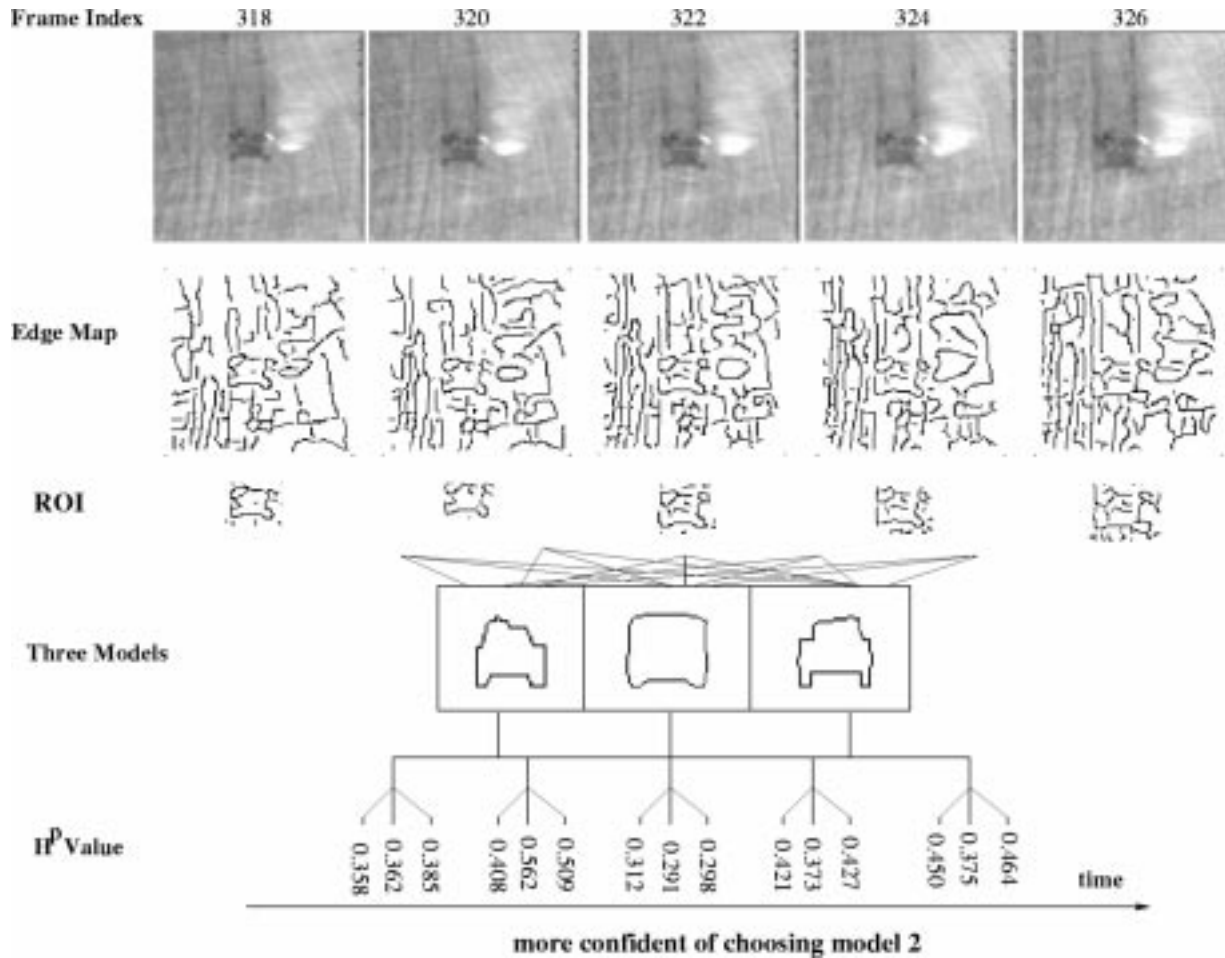 Frame Index 318 320 322 324 326
Edge Map
ROI
Three Models
H^p Value 0.358 0.362 0.385 0.408 0.562 0.509 0.312 0.291 0.298 0.421 0.373 0.427 0.450 0.375 0.464
time
more confident of choosing model 2